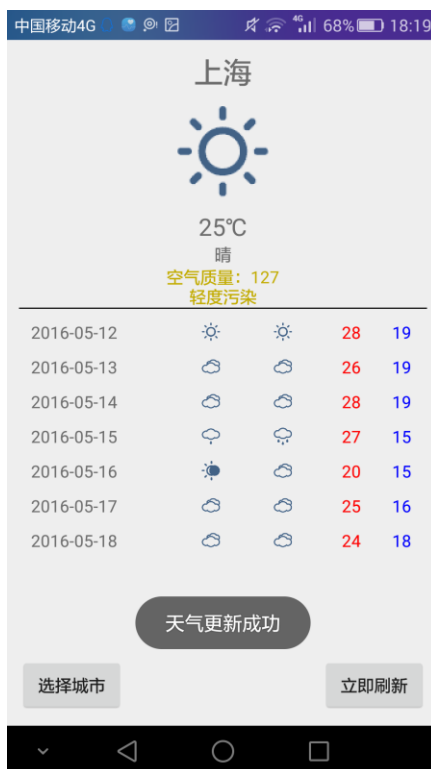 中国移动4G 4G 68% 18:19
上海
25℃
晴
空气质量：127
轻度污染
2016-05-12 28 19
2016-05-13 26 19
2016-05-14 28 19
2016-05-15 27 15
2016-05-16 20 15
2016-05-17 25 16
2016-05-18 24 18
天气更新成功
选择城市 立即刷新